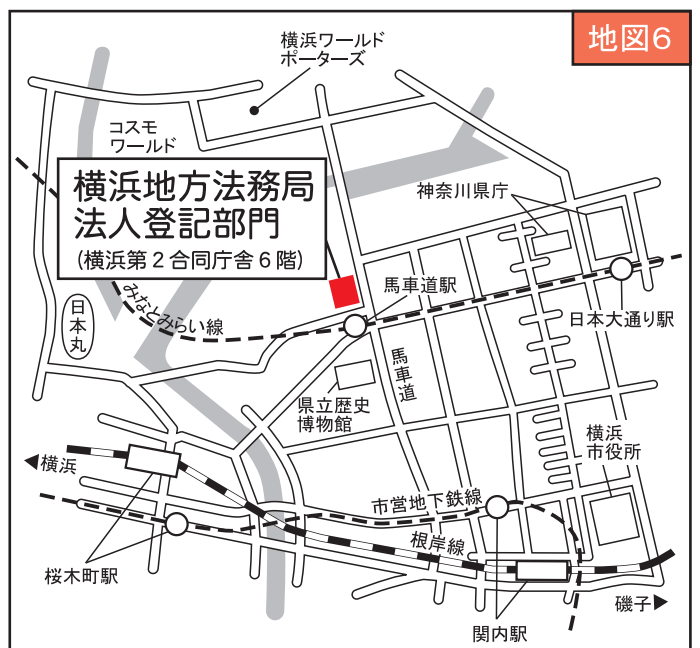 地図6
横浜ワールド
ポーターズ
コスモ
ワールド
横浜地方法務局
法人登記部門
(横浜第2合同庁舎6階)
神奈川県庁
みなとみらい線
馬車道駅
日本大通り駅
日本丸
馬車道
県立歴史
博物館
横浜
市役所
◀横浜
市営地下鉄線
根岸線
桜木町駅
磯子▶
関内駅